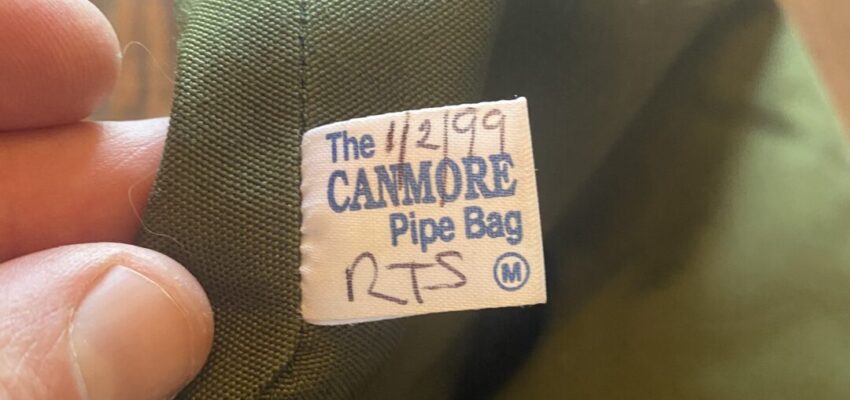 The 1/2/99
CANMORE
Pipe Bag
RTS M